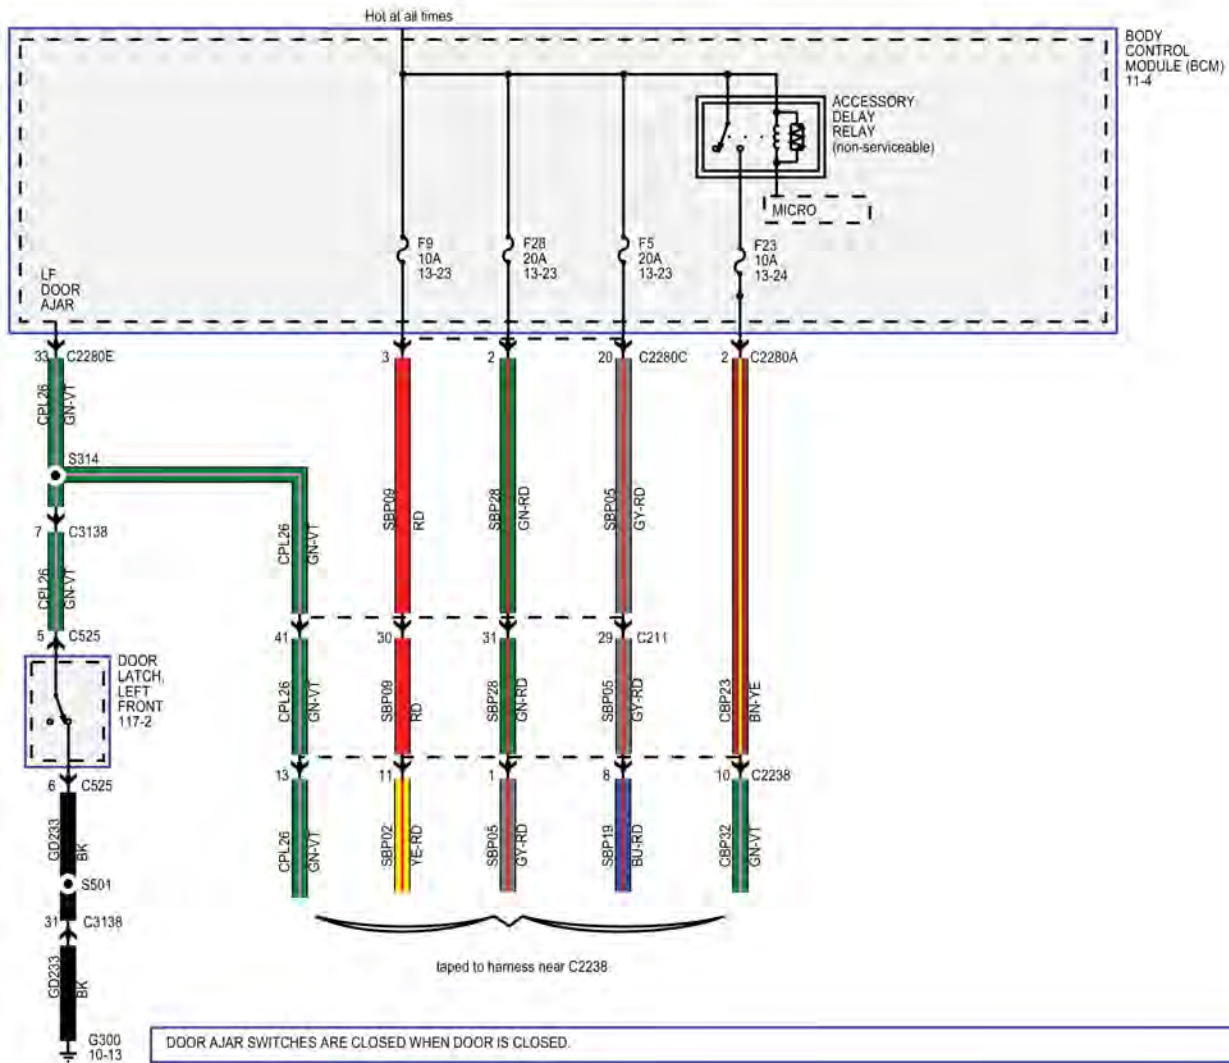 Hot at all times
BODY
CONTROL
MODULE (BCM)
11-4
ACCESSORY
DELAY
RELAY
(non-serviceable)
MICRO
F9
10A
13-23
F28
20A
13-23
F5
20A
13-23
F23
10A
13-24
LF
DOOR
AJAR
33 C2280E
3
2
20 C2280C
2 C2280A
CPL26
GN-VT
S314
7 C3138
CPL26
GN-VT
SBP09
RD
SBP28
GN-RD
SBP05
GY-RD
CPL26
GN-VT
5 C525
41
30
31
29 C211
DOOR
LATCH,
LEFT
FRONT
117-2
CPL26
GN-VT
SBP09
RD
SBP28
GN-RD
SBP05
GY-RD
CBP23
BN-YE
6 C525
13
11
1
8
10 C2238
GD233
BK
CPL26
GN-VT
SBP02
YE-RD
SBP05
GY-RD
SBP19
BU-RD
CBP32
GN-VT
S501
31 C3138
GD233
BK
taped to harness near C2238
G300
10-13
DOOR AJAR SWITCHES ARE CLOSED WHEN DOOR IS CLOSED.